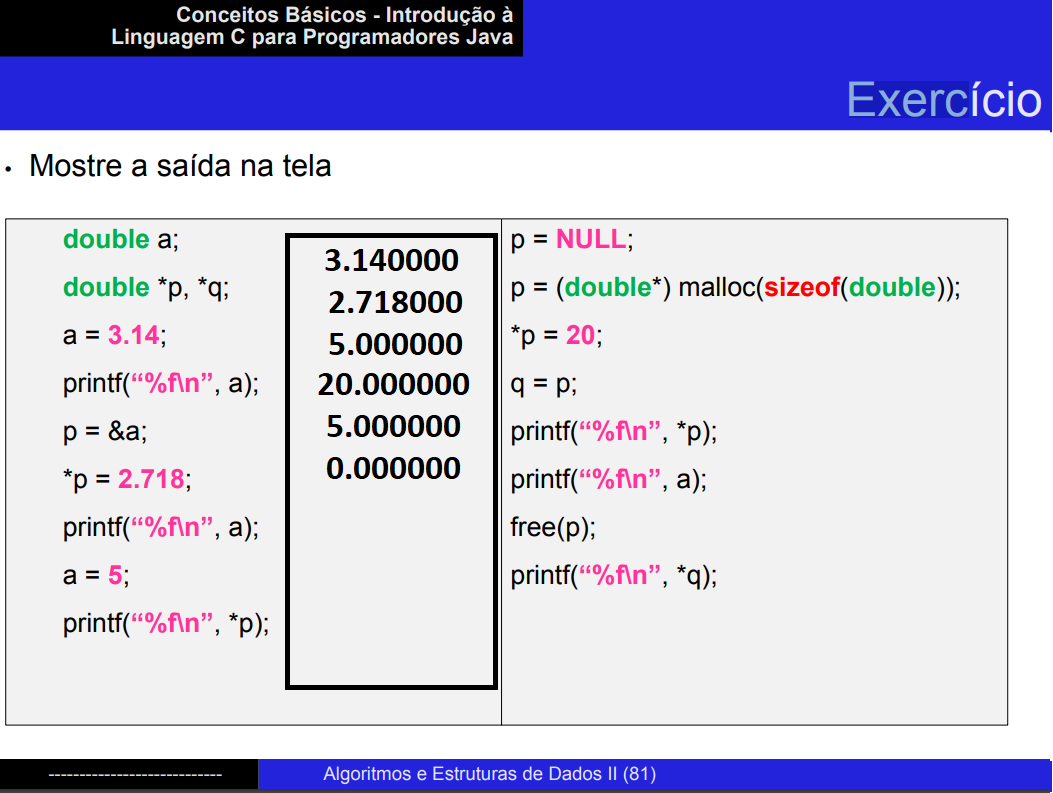 Conceitos Básicos - Introdução à
Linguagem C para Programadores Java
Exercício
• Mostre a saída na tela
double a;
double *p, *q;
a = 3.14;
printf(“%f\n”, a);
p = &a;
*p = 2.718;
printf(“%f\n”, a);
a = 5;
printf(“%f\n”, *p);
3.140000
2.718000
5.000000
20.000000
5.000000
0.000000
p = NULL;
p = (double*) malloc(sizeof(double));
*p = 20;
q = p;
printf(“%f\n”, *p);
printf(“%f\n”, a);
free(p);
printf(“%f\n”, *q);
----------------------------
Algoritmos e Estruturas de Dados II (81)